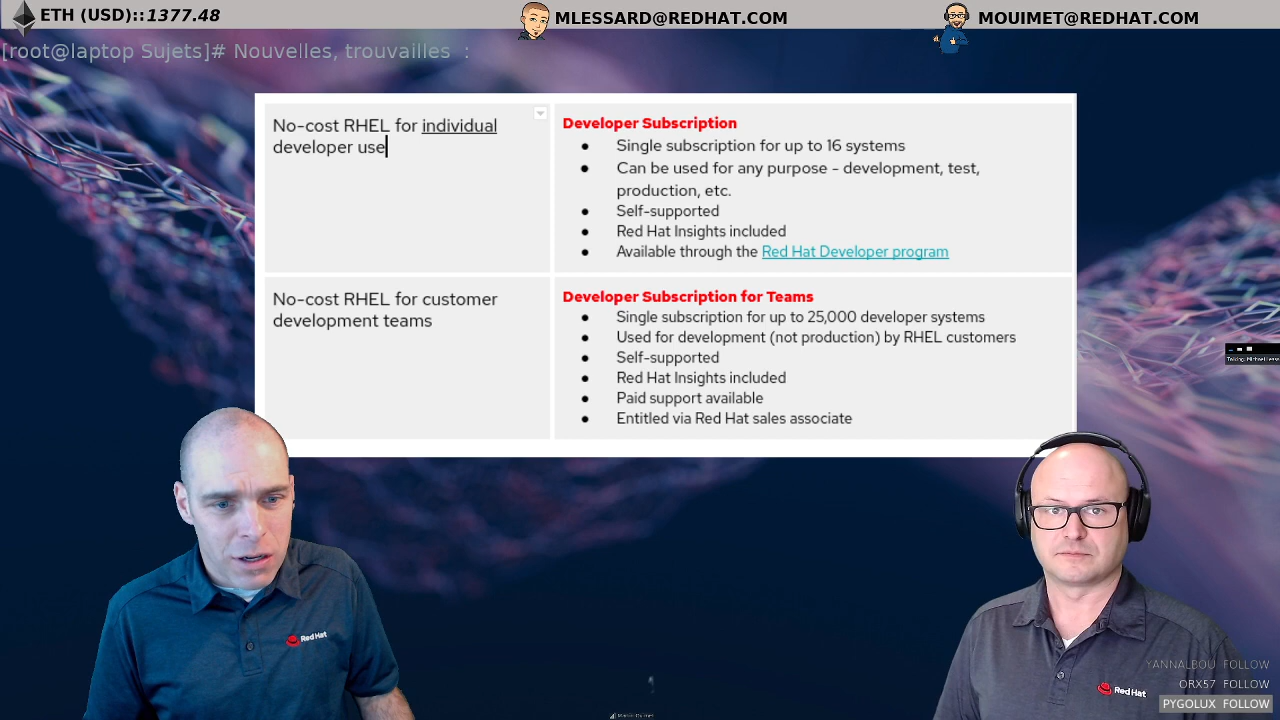 ETH (USD)::1377.48
MLESSARD@REDHAT.COM
MOUIMET@REDHAT.COM
[root@laptop Sujets]# Nouvelles, trouvailles :
No-cost RHEL for individual
developer use
Developer Subscription
● Single subscription for up to 16 systems
● Can be used for any purpose - development, test,
production, etc.
● Self-supported
● Red Hat Insights included
● Available through the Red Hat Developer program
No-cost RHEL for customer
development teams
Developer Subscription for Teams
● Single subscription for up to 25,000 developer systems
● Used for development (not production) by RHEL customers
● Self-supported
● Red Hat Insights included
● Paid support available
● Entitled via Red Hat sales associate
Red Hat
Red Hat
YANNALBOU FOLLOW
ORX57 FOLLOW
PYGOLUX FOLLOW